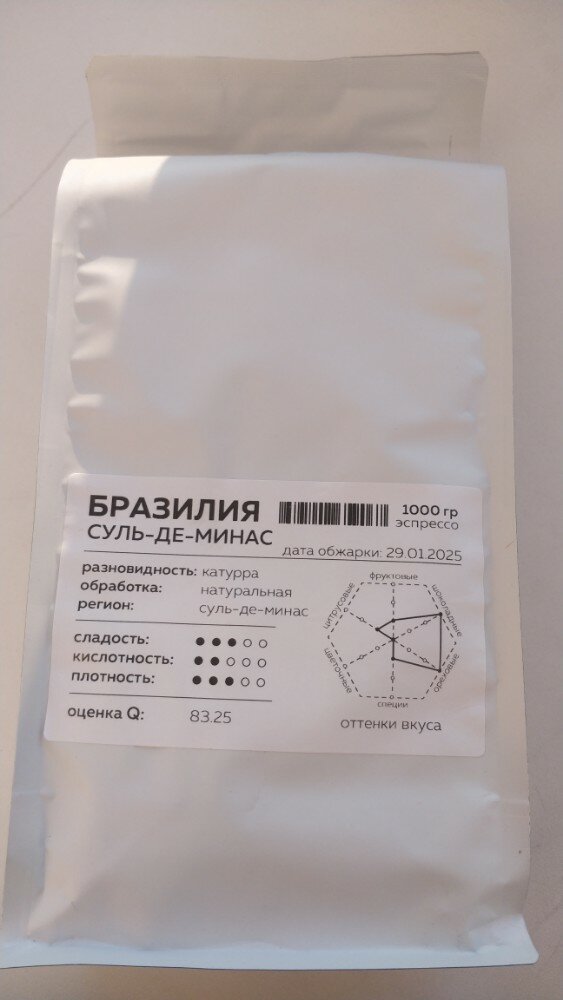 БРАЗИЛИЯ
СУЛЬ-ДЕ-МИНАС
1000 гр
эспрессо
дата обжарки: 29.01.2025
разновидность: катурра
обработка: натуральная
регион: суль-де-минас
сладость:
кислотность:
плотность:
оценка Q: 83.25
фруктовые
шоколадные
ореховые
специи
цветочные
цитрусовые
оттенки вкуса